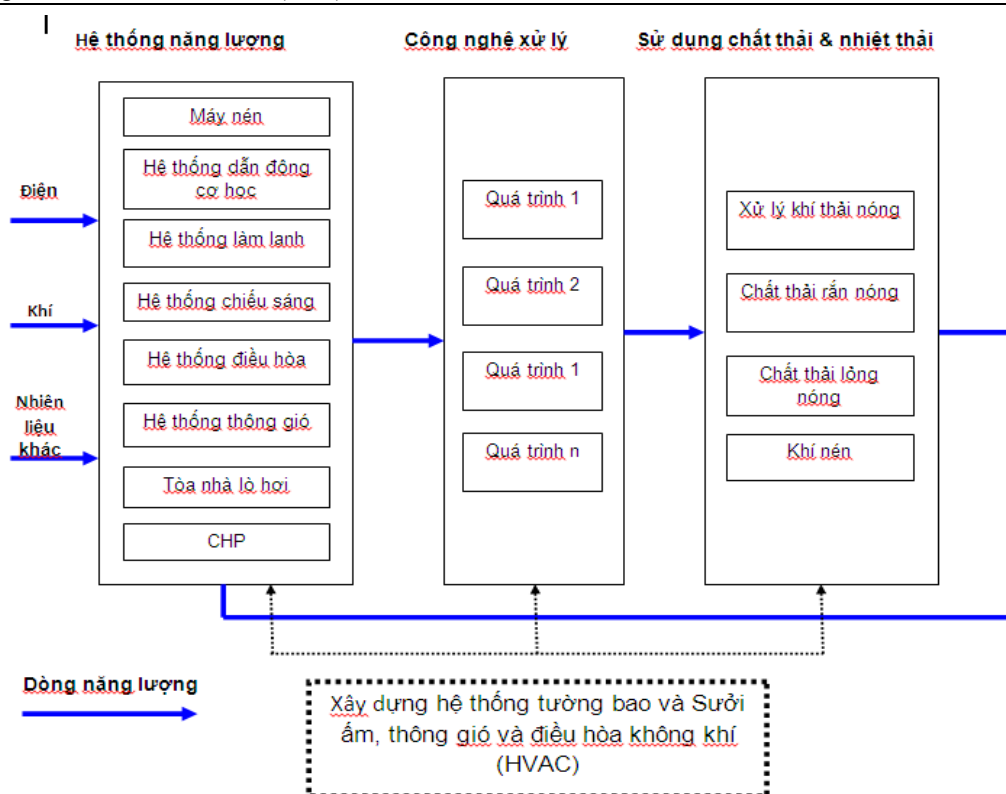 Hệ thống năng lượng
Công nghệ xử lý
Sử dụng chất thải & nhiệt thải
Điện
Khí
Nhiên
liệu
khác
Máy nén
Hệ thống dẫn động
cơ học
Hệ thống làm lanh
Hệ thống chiếu sáng
Hệ thống điều hòa
Hệ thống thông gió
Tòa nhà lò hơi
CHP
Quá trình 1
Quá trình 2
Quá trình 1
Quá trình n
Xử lý khí thải nóng
Chất thải rắn nóng
Chất thải lỏng
nóng
Khí nén
Dòng năng lượng
Xây dựng hệ thống tường bao và Sưởi
ấm, thông gió và điều hòa không khí
(HVAC)